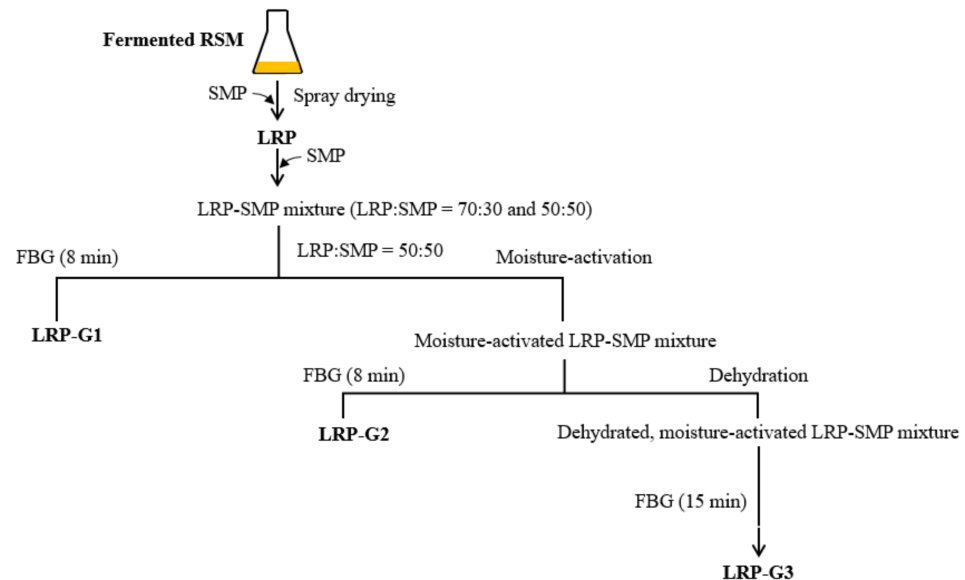 Fermented RSM
SMP
Spray drying
LRP
SMP
LRP-SMP mixture (LRP:SMP = 70:30 and 50:50)
FBG (8 min)
LRP:SMP = 50:50
Moisture-activation
LRP-G1
Moisture-activated LRP-SMP mixture
FBG (8 min)
Dehydration
LRP-G2
Dehydrated, moisture-activated LRP-SMP mixture
FBG (15 min)
LRP-G3